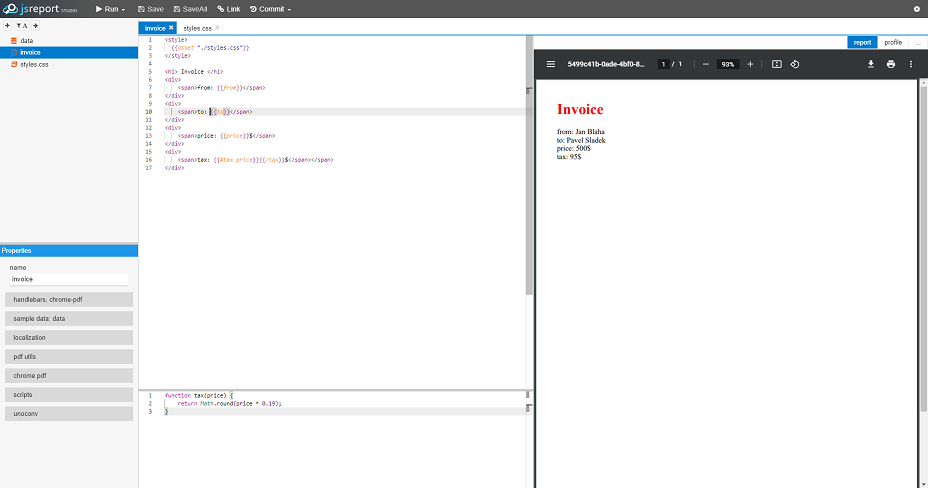 jsreport STUDIO Run Save SaveAll Link Commit
A
data
invoice
styles.css
Properties
name
invoice
handlebars, chrome-pdf
sample data: data
localization
pdf utils
chrome pdf
scripts
unoconv
invoice styles.css
1 <style>
2 {{asset "./styles.css"}}
3 </style>
4
5 <h1> Invoice </h1>
6 <div>
7 <span>from: {{from}}</span>
8 </div>
9 <div>
10 <span>to: {{to}}</span>
11 </div>
12 <div>
13 <span>price: {{price}}$</span>
14 </div>
15 <div>
16 <span>tax: {{#tax price}}{{/tax}}$</span></span>
17 </div>
1 function tax(price) {
2 return Math.round(price * 0.19);
3 }
report profile ...
5499c41b-0ade-4bf0-8... 1 / 1 93%
Invoice
from: Jan Blaha
to: Pavel Sladek
price: 500$
tax: 95$